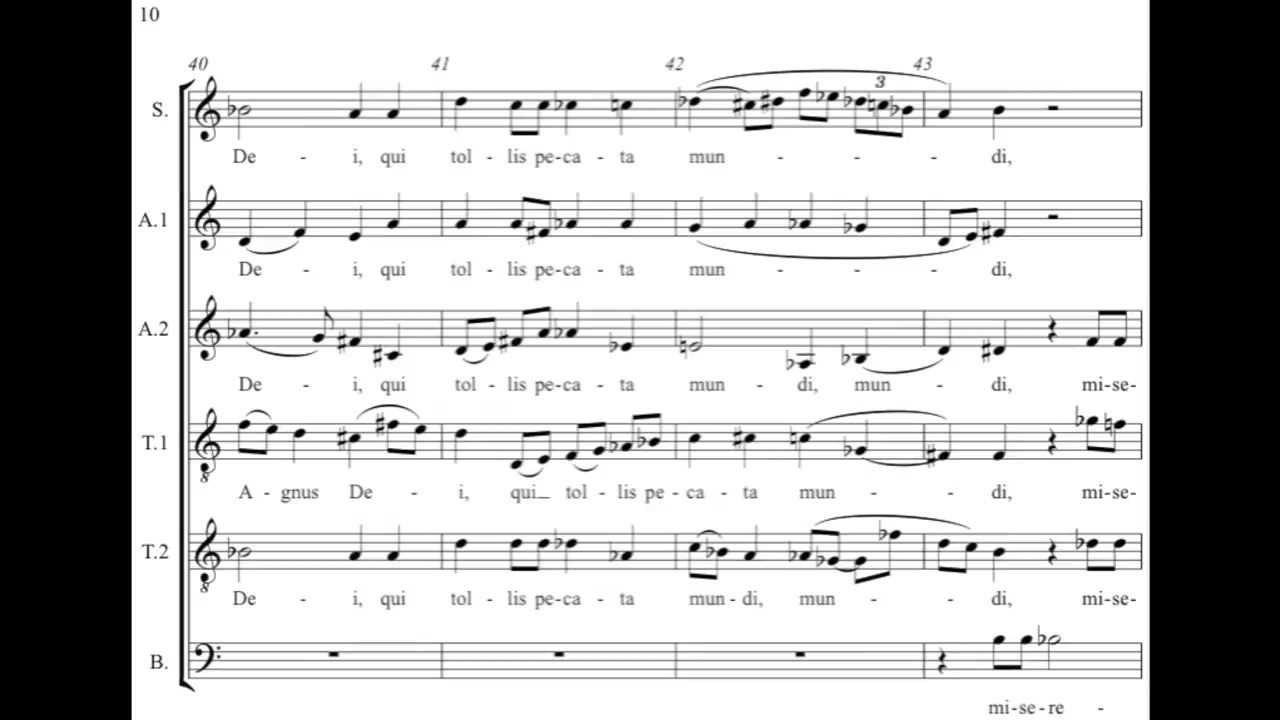 10
40 41 42 43
3
S.
De - i, qui tol - lis pe-ca - ta mun - - - di,
A.1
De - i, qui tol - lis pe-ca - ta mun - - - di,
A.2
De - i, qui tol - lis pe-ca - ta mun - di, mun - di, mi-se-
T.1
A - gnus De - i, qui_ tol - lis pe - ca - ta mun - - di, mi-se-
T.2
De - i, qui tol - lis pe-ca - ta mun - di, mun - - di, mi-se-
B.
mi-se-re -